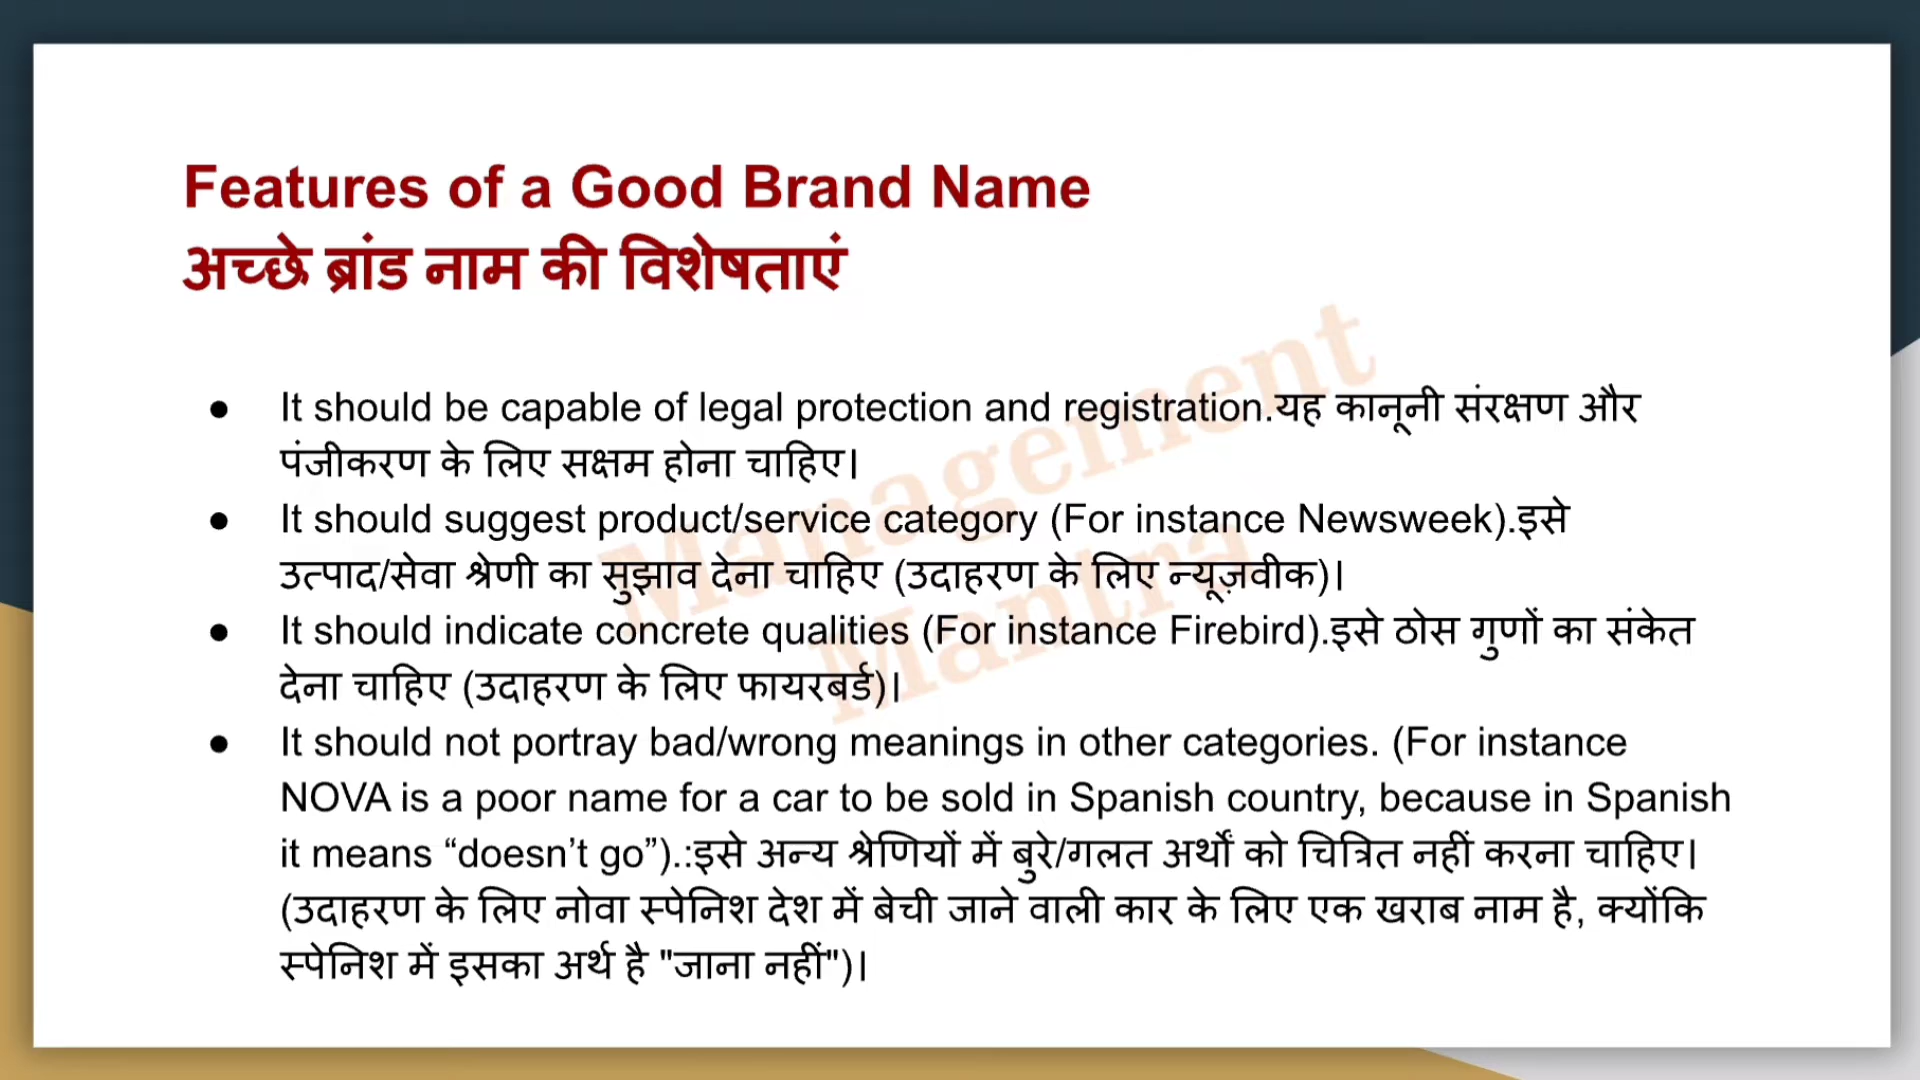 Features of a Good Brand Name
अच्छे ब्रांड नाम की विशेषताएं
● It should be capable of legal protection and registration.यह कानूनी संरक्षण और
पंजीकरण के लिए सक्षम होना चाहिए।
● It should suggest product/service category (For instance Newsweek).इसे
उत्पाद/सेवा श्रेणी का सुझाव देना चाहिए (उदाहरण के लिए न्यूज़वीक)।
● It should indicate concrete qualities (For instance Firebird).इसे ठोस गुणों का संकेत
देना चाहिए (उदाहरण के लिए फायरबर्ड)।
● It should not portray bad/wrong meanings in other categories. (For instance
NOVA is a poor name for a car to be sold in Spanish country, because in Spanish
it means “doesn’t go”).:इसे अन्य श्रेणियों में बुरे/गलत अर्थों को चित्रित नहीं करना चाहिए।
(उदाहरण के लिए नोवा स्पेनिश देश में बेची जाने वाली कार के लिए एक खराब नाम है, क्योंकि
स्पेनिश में इसका अर्थ है "जाना नहीं")।
Management
Mantra